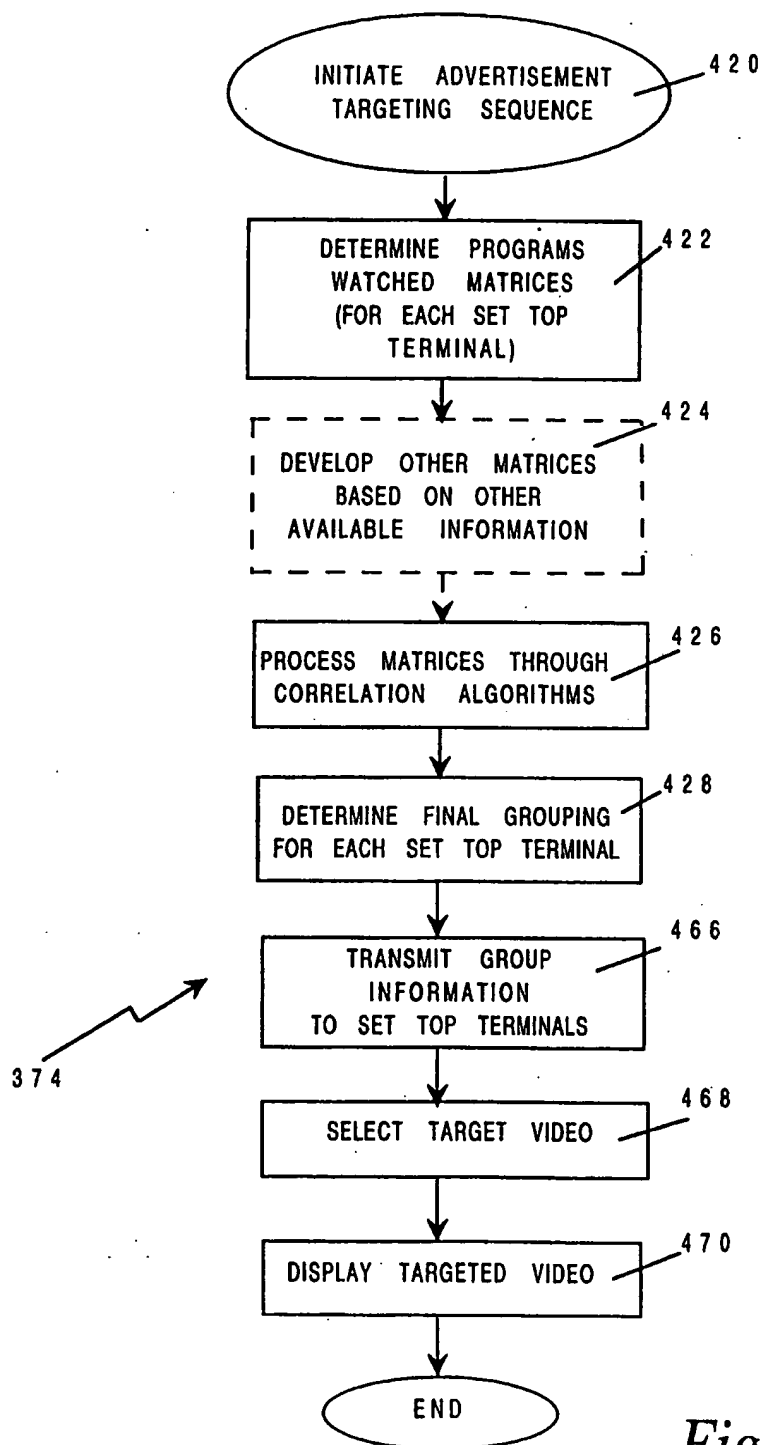 INITIATE ADVERTISEMENT
TARGETING SEQUENCE
420
DETERMINE PROGRAMS
WATCHED MATRICES
(FOR EACH SET TOP
TERMINAL)
422
DEVELOP OTHER MATRICES
BASED ON OTHER
AVAILABLE INFORMATION
424
PROCESS MATRICES THROUGH
CORRELATION ALGORITHMS
426
DETERMINE FINAL GROUPING
FOR EACH SET TOP TERMINAL
428
TRANSMIT GROUP
INFORMATION
TO SET TOP TERMINALS
466
374
SELECT TARGET VIDEO
468
DISPLAY TARGETED VIDEO
470
END
Fig